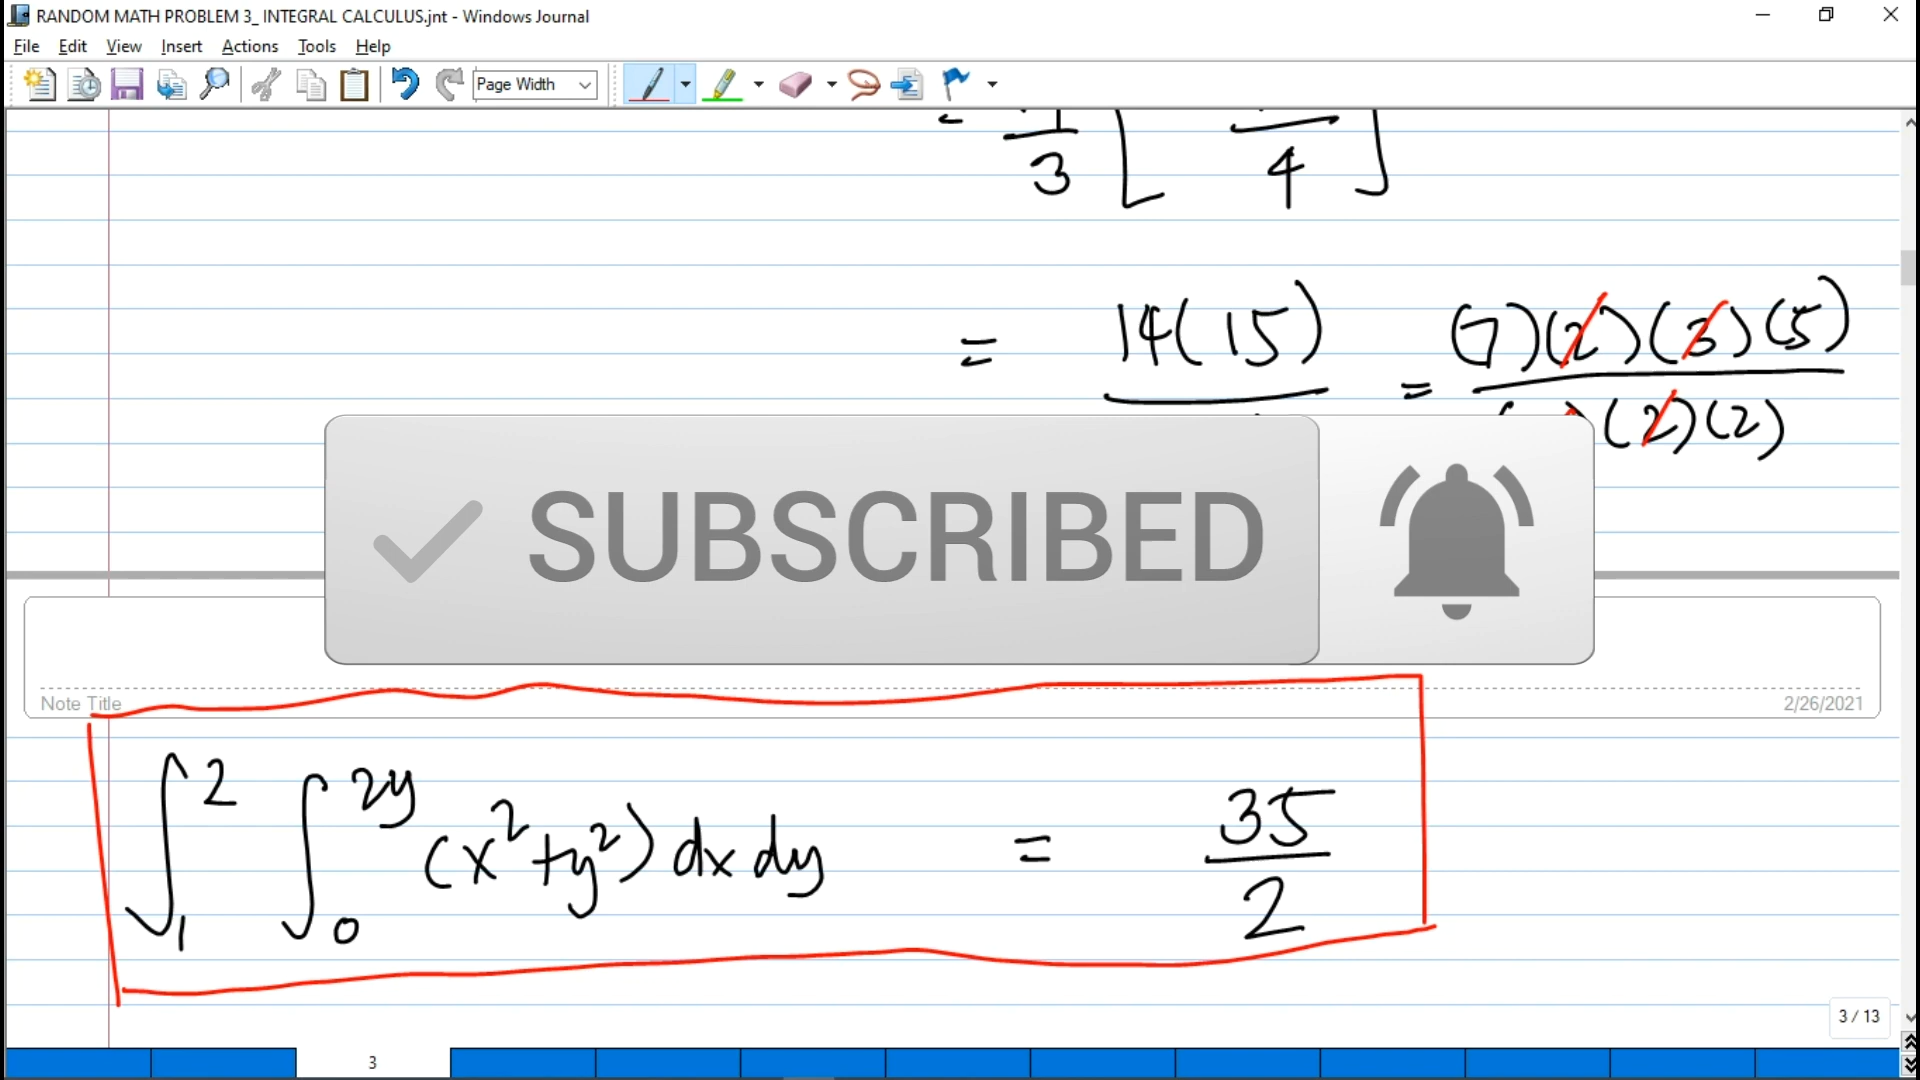 RANDOM MATH PROBLEM 3_ INTEGRAL CALCULUS.jnt - Windows Journal
File Edit View Insert Actions Tools Help
Page Width
3 [ 4 ]
= 14(15) = (7)(2)(3)(5)
(2)(2)
SUBSCRIBED
Note Title 2/26/2021
∫₁² ∫₀²ʸ (x²+y²) dx dy = 35/2
3 / 13
3